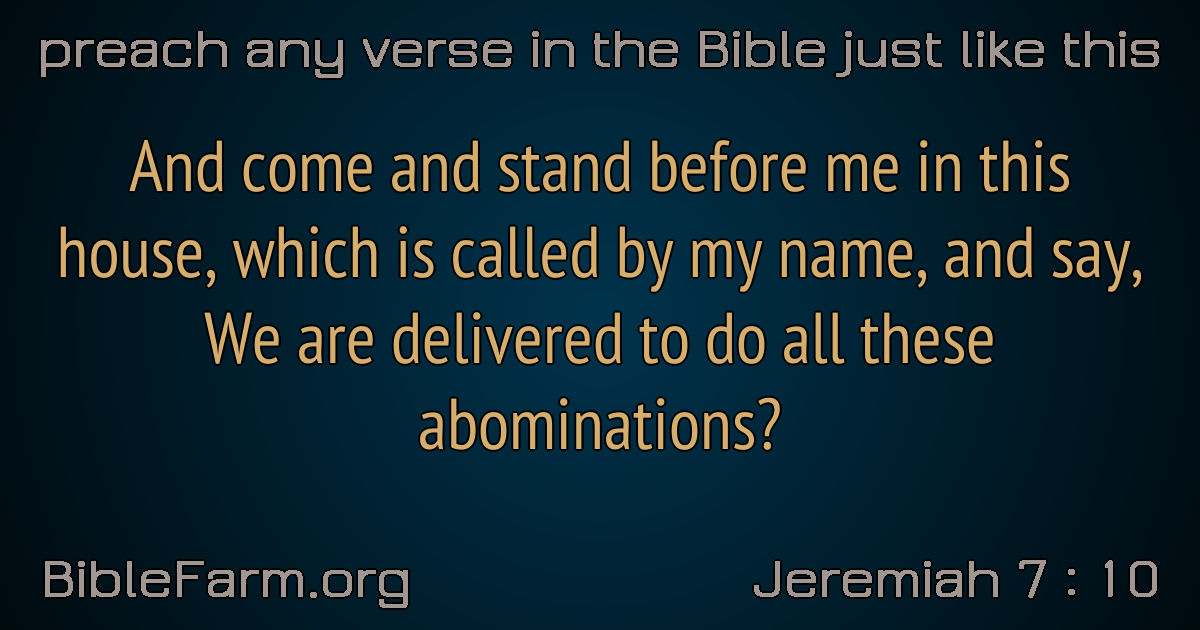 preach any verse in the Bible just like this
And come and stand before me in this
house, which is called by my name, and say,
We are delivered to do all these
abominations?
BibleFarm.org
Jeremiah 7 : 10